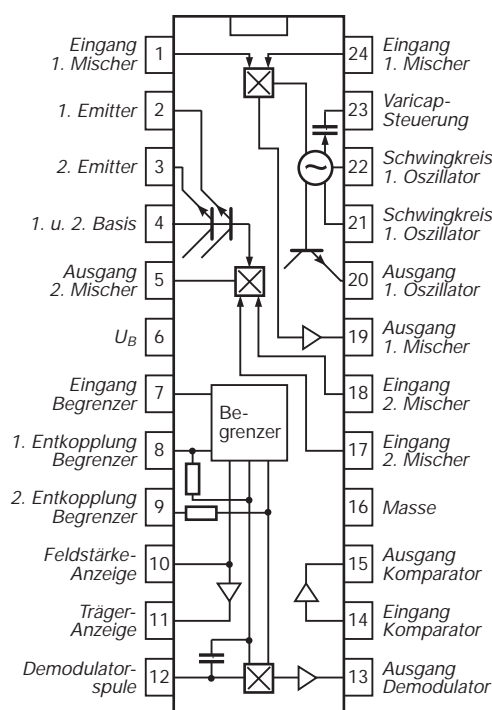 Eingang
1. Mischer
1
24
Eingang
1. Mischer
1. Emitter
2
23
Varicap-
Steuerung
2. Emitter
3
22
Schwingkreis
1. Oszillator
1. u. 2. Basis
4
21
Schwingkreis
1. Oszillator
Ausgang
2. Mischer
5
20
Ausgang
1. Oszillator
UB
6
19
Ausgang
1. Mischer
Eingang
Begrenzer
7
Be-
grenzer
18
Eingang
2. Mischer
1. Entkopplung
Begrenzer
8
17
Eingang
2. Mischer
2. Entkopplung
Begrenzer
9
16
Masse
Feldstärke-
Anzeige
10
15
Ausgang
Komparator
Träger-
Anzeige
11
14
Eingang
Komparator
Demodulator-
spule
12
13
Ausgang
Demodulator